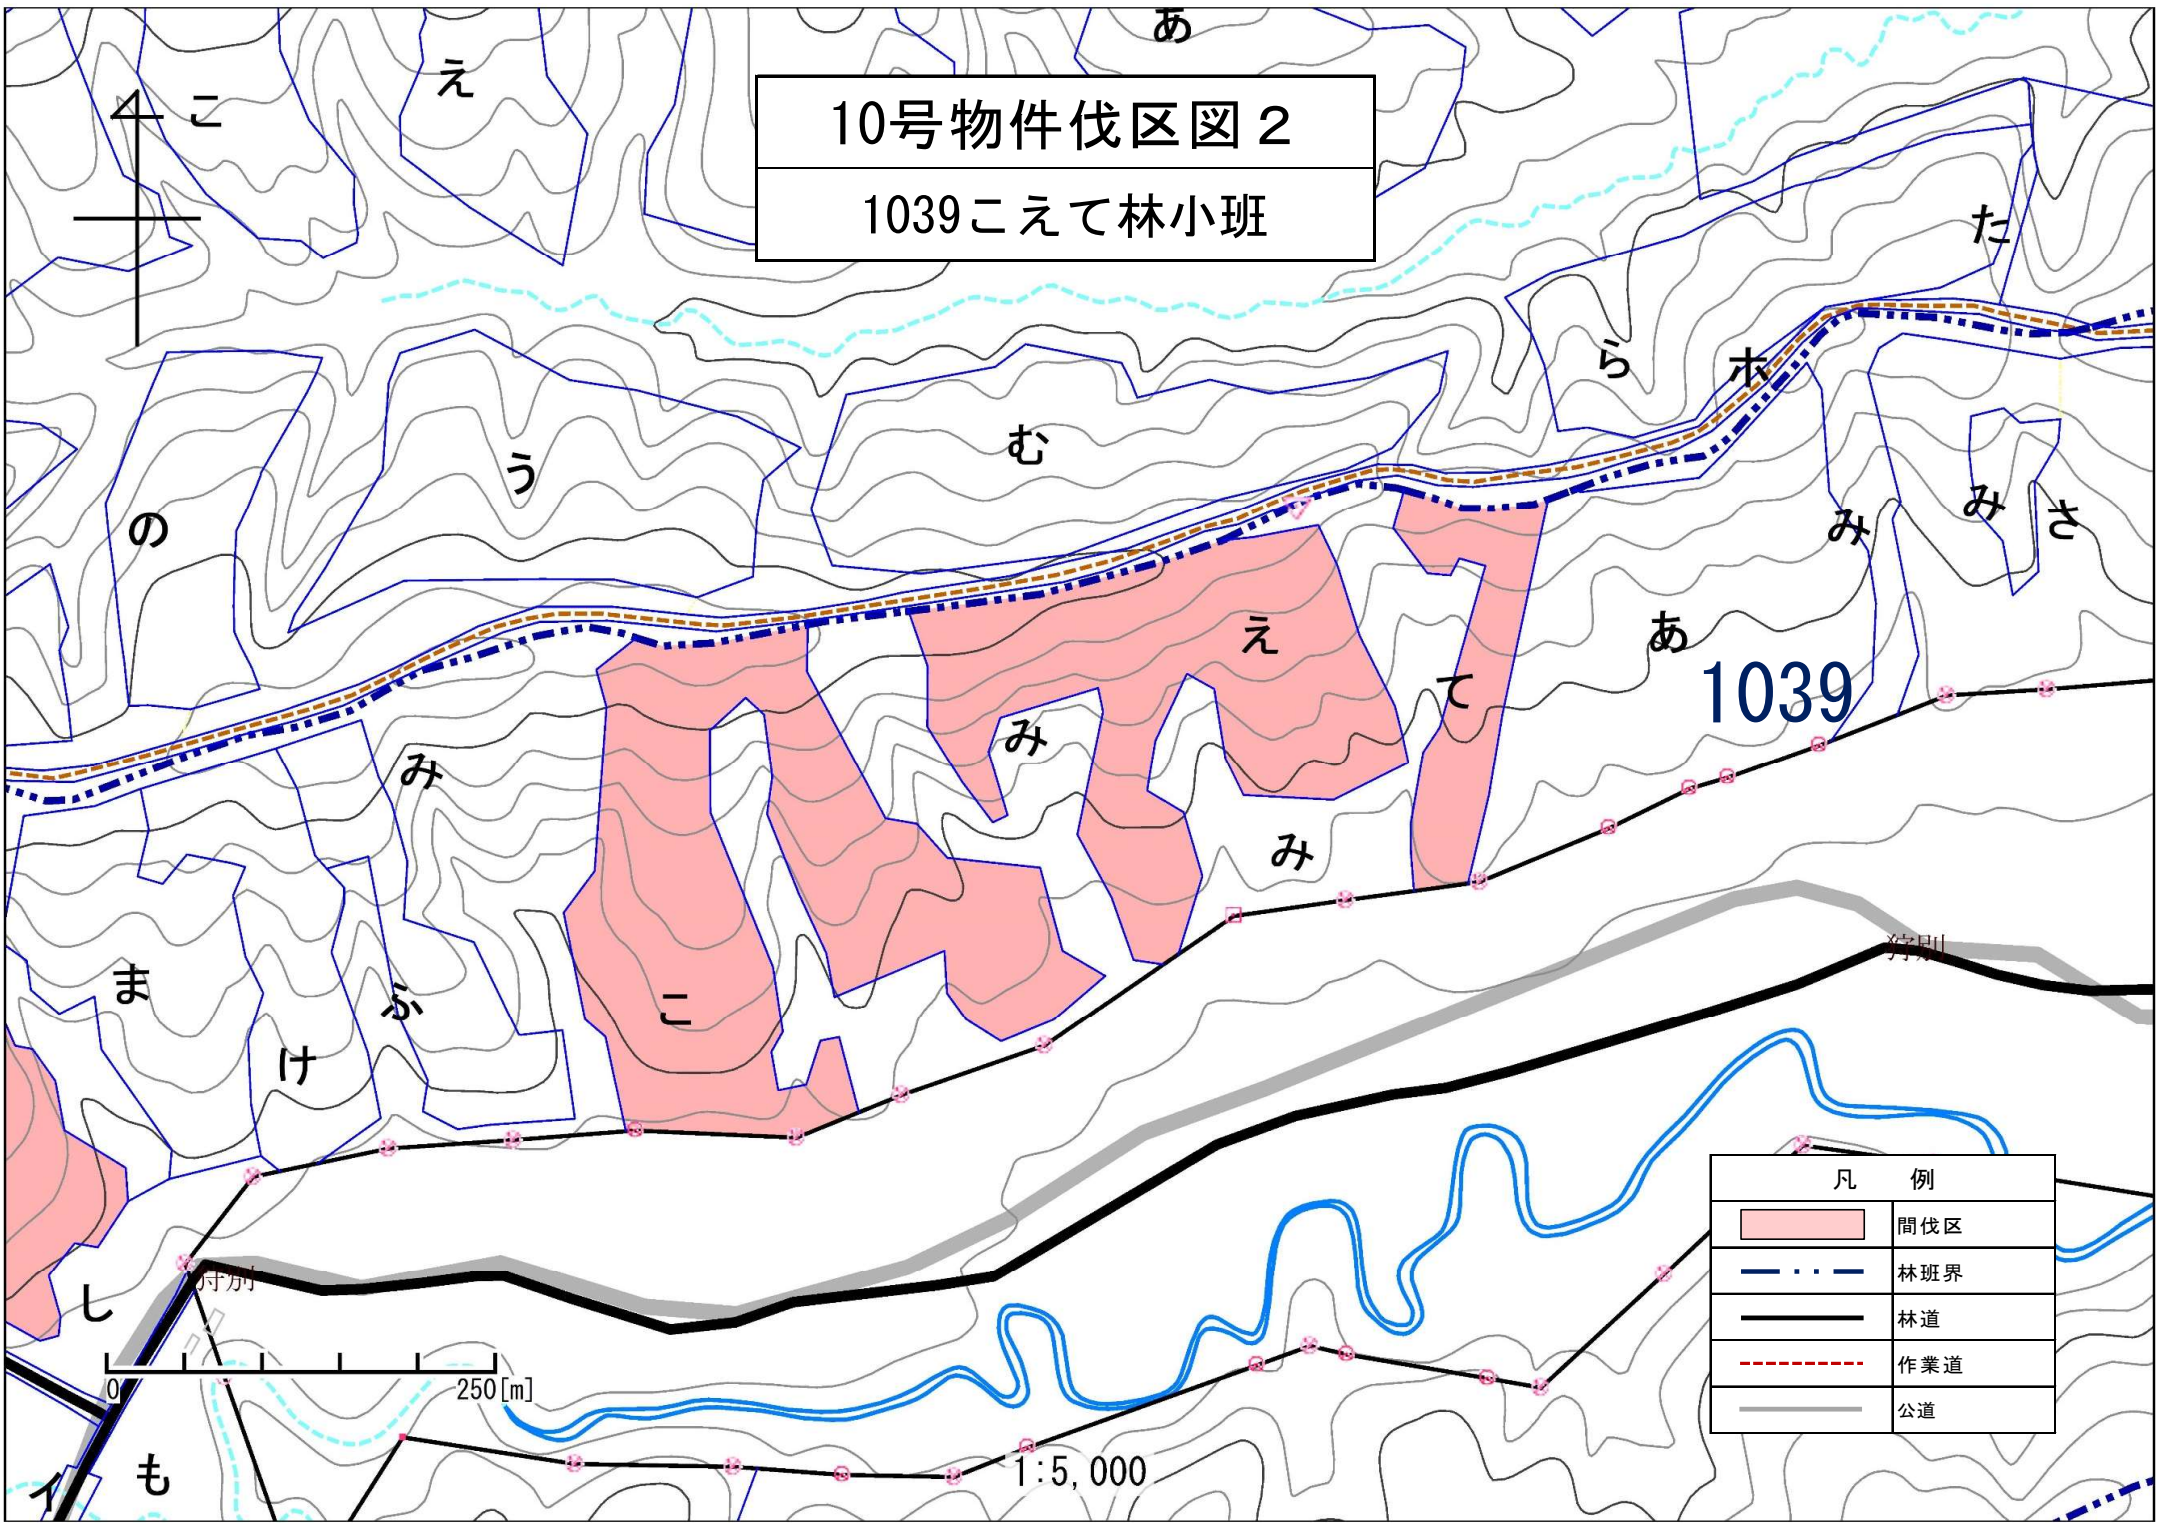 あ
え
こ
10号物件伐区図２
1039こえて林小班
た
ら
ホ
む
う
の
み
み
さ
あ
え
1039
て
み
み
み
ま
ふ
こ
け
狩別
狩別
し
0
250[m]
も
イ
1:5,000
凡 例
間伐区
林班界
林道
作業道
公道